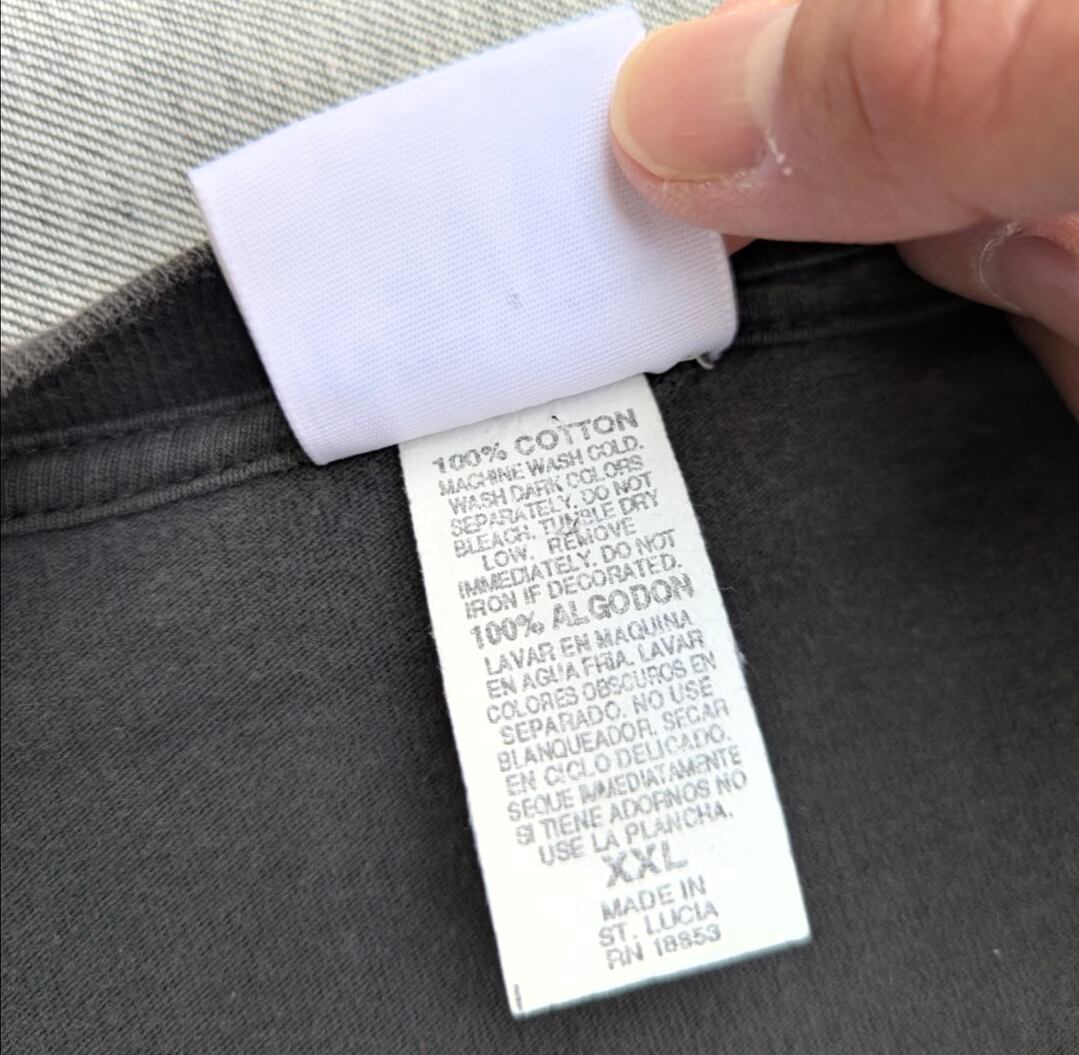 100% COTTON
MACHINE WASH COLD.
WASH DARK COLORS
SEPARATELY. DO NOT
BLEACH. TUMBLE DRY
LOW. REMOVE
IMMEDIATELY. DO NOT
IRON IF DECORATED.
100% ALGODON
LAVAR EN MAQUINA
EN AGUA FRIA. LAVAR
COLORES OBSCUROS EN
SEPARADO. NO USE
BLANQUEADOR. SECAR
EN CICLO DELICADO.
SEQUE IMMEDIATAMENTE
SI TIENE ADORNOS NO
USE LA PLANCHA.
XXL
MADE IN
ST. LUCIA
RN 18853